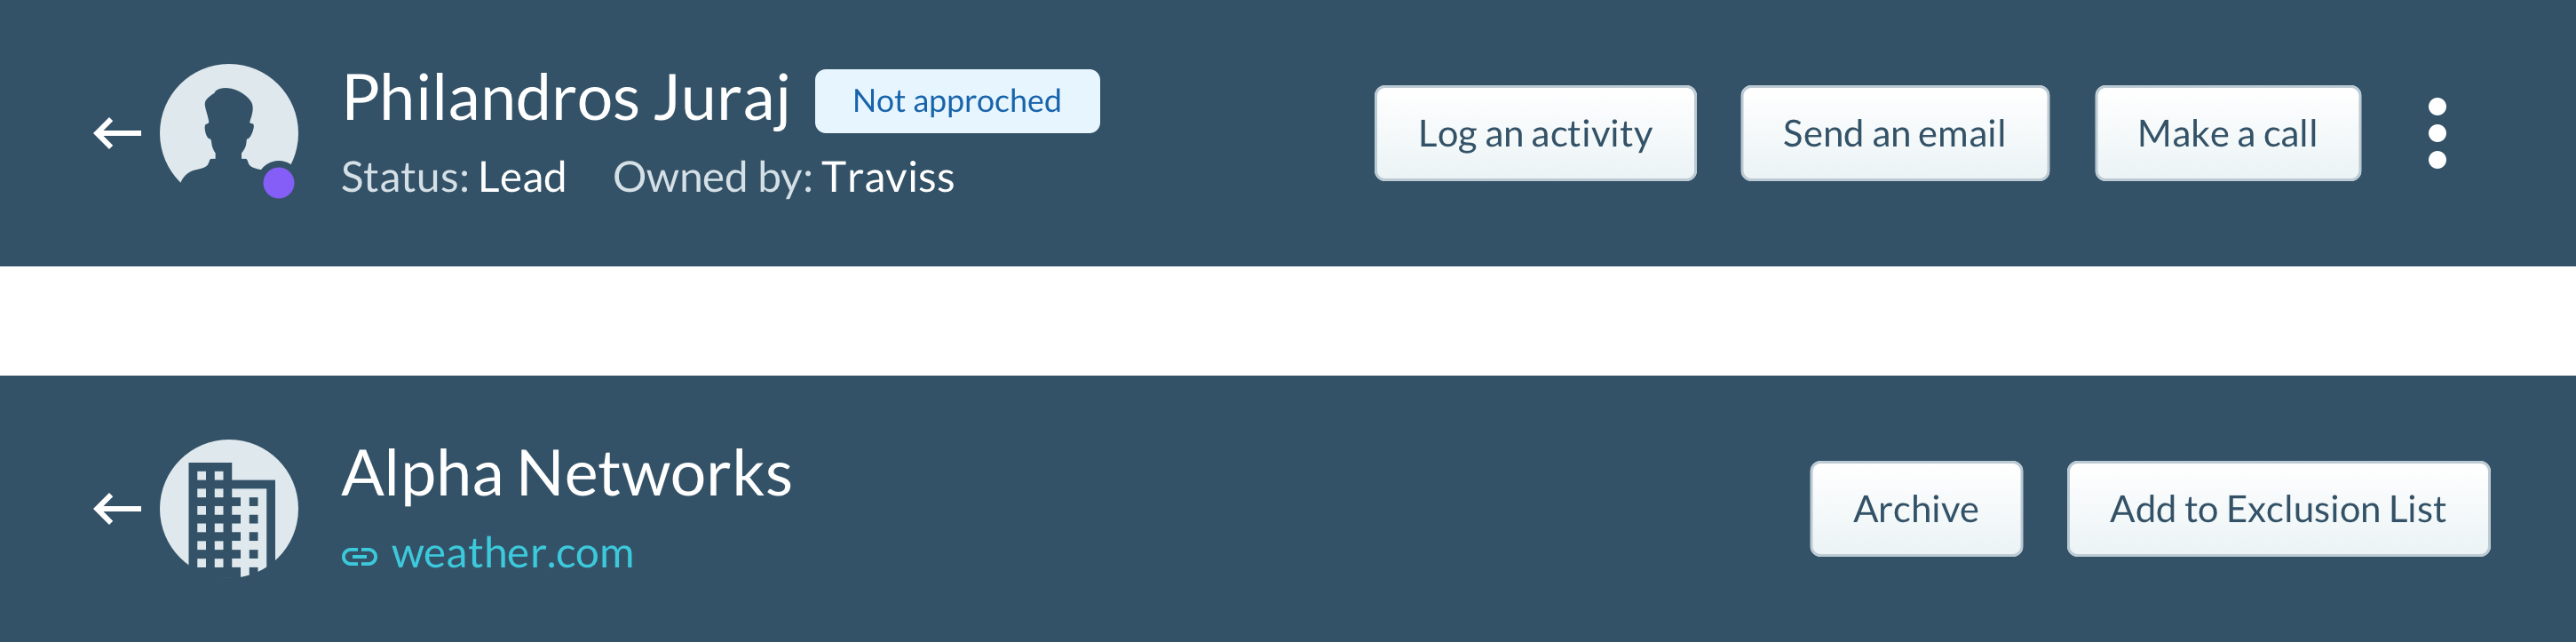 Philandros Juraj Not approched
Status: Lead Owned by: Traviss
Log an activity Send an email Make a call
Alpha Networks
weather.com
Archive Add to Exclusion List